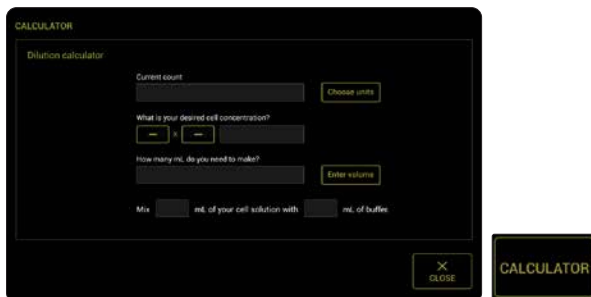 CALCULATOR
Dilution calculator
Current count
Choose units
What is your desired cell concentration?
– x –
How many mL do you need to make?
Enter volume
Mix mL of your cell solution with mL of buffer.
X
CLOSE
CALCULATOR